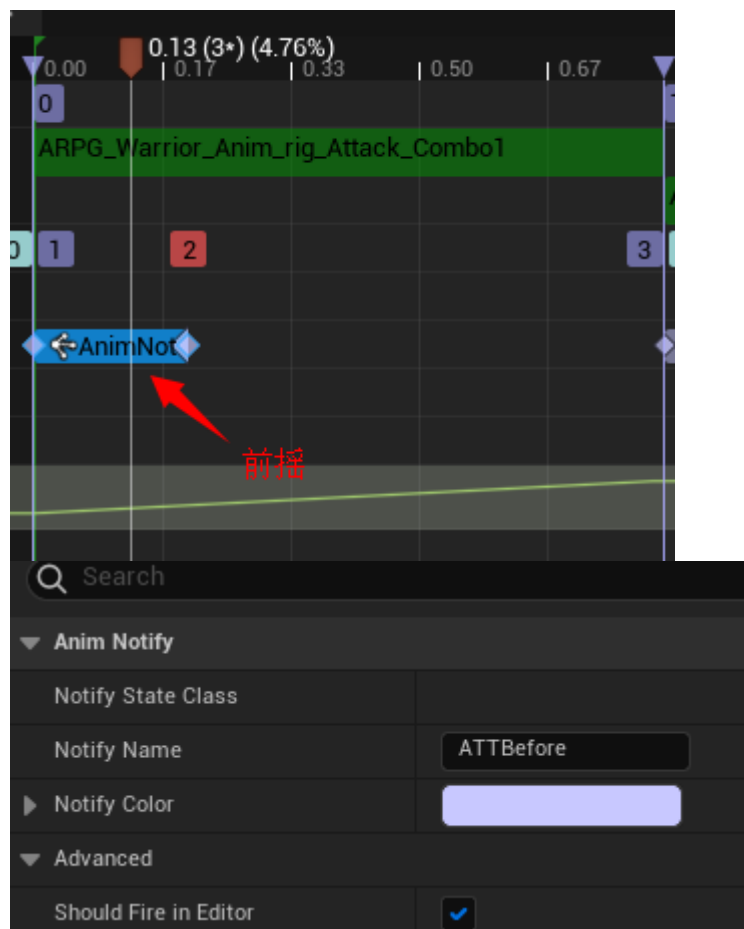 0.13 (3*) (4.76%)
0.00 0.17 0.33 0.50 0.67
0
ARPG_Warrior_Anim_rig_Attack_Combo1
1 2 3
AnimNot
前摇
Search
Anim Notify
Notify State Class
Notify Name ATTBefore
Notify Color
Advanced
Should Fire in Editor